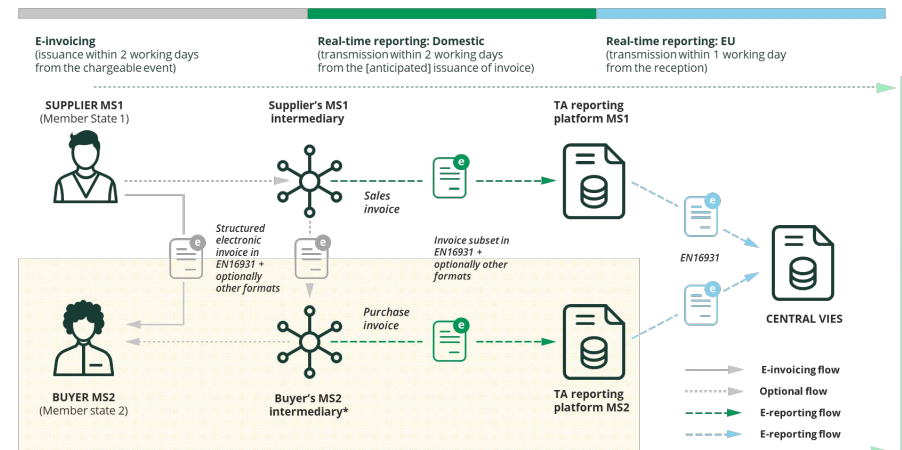 E-invoicing
(issuance within 2 working days
from the chargeable event)
Real-time reporting: Domestic
(transmission within 2 working days
from the [anticipated] issuance of invoice)
Real-time reporting: EU
(transmission within 1 working day
from the reception)
SUPPLIER MS1
(Member State 1)
Supplier's MS1
intermediary
TA reporting
platform MS1
e
Sales
invoice
e
Structured
electronic
invoice in
EN16931 +
optionally
other formats
e
e
Invoice subset in
EN16931 +
optionally other
formats
EN16931
e
CENTRAL VIES
Purchase
invoice
e
BUYER MS2
(Member state 2)
Buyer's MS2
intermediary*
TA reporting
platform MS2
E-invoicing flow
Optional flow
E-reporting flow
E-reporting flow